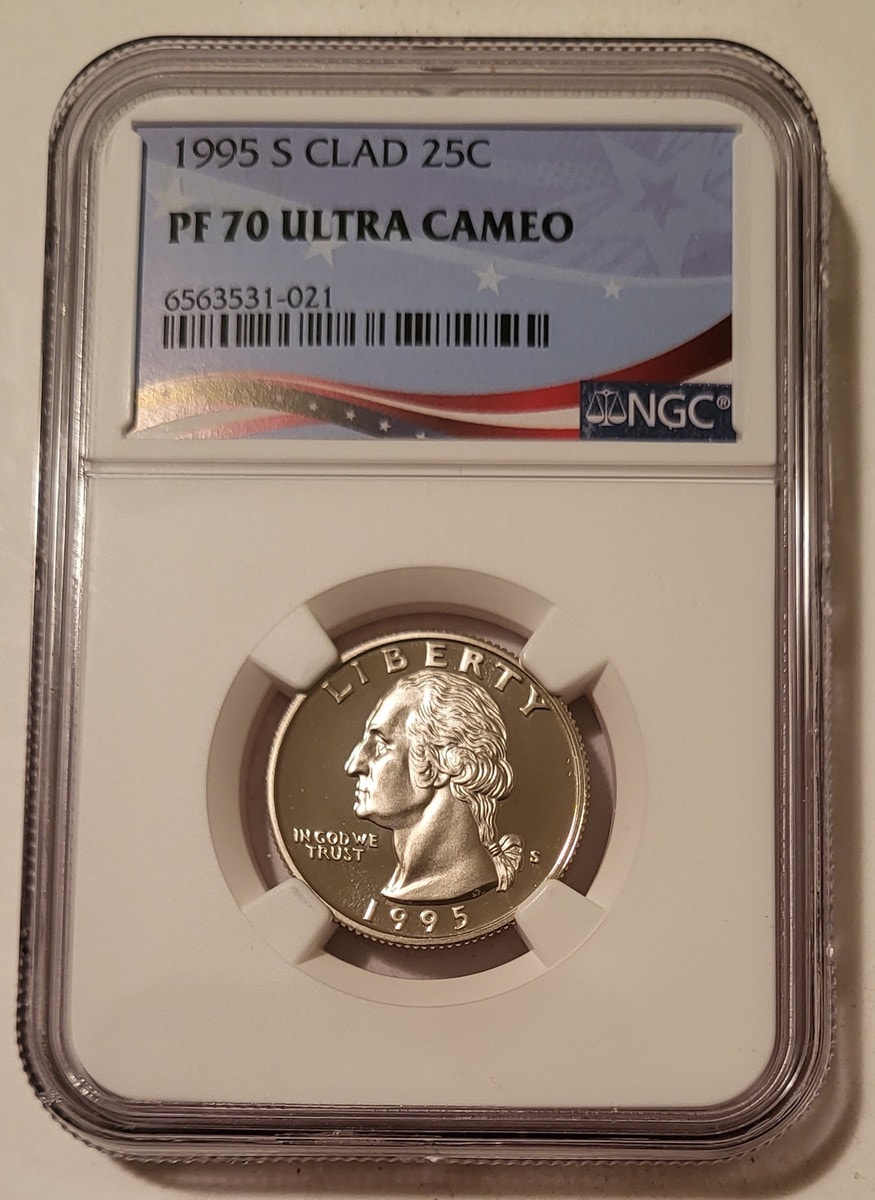 1995 S CLAD 25C
PF 70 ULTRA CAMEO
6563531-021
NGC®
LIBERTY
IN GOD WE
TRUST
S
1995